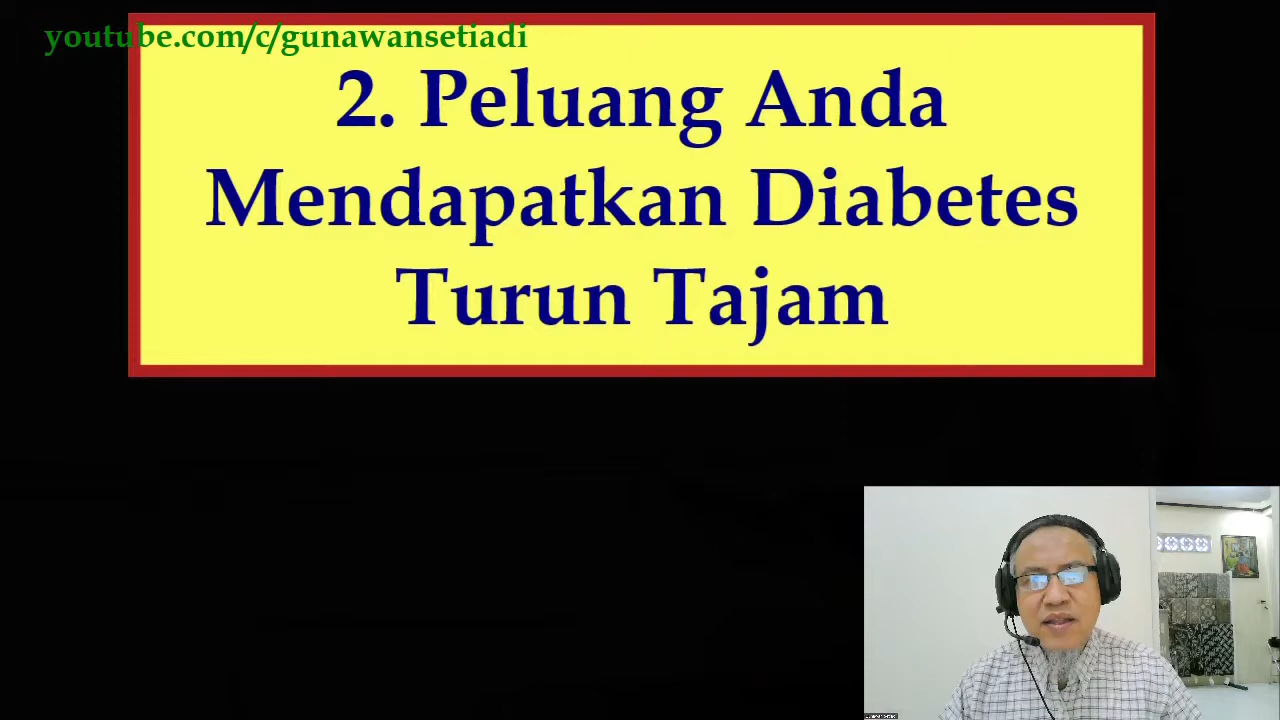 youtube.com/c/gunawansetiadi
2. Peluang Anda
Mendapatkan Diabetes
Turun Tajam